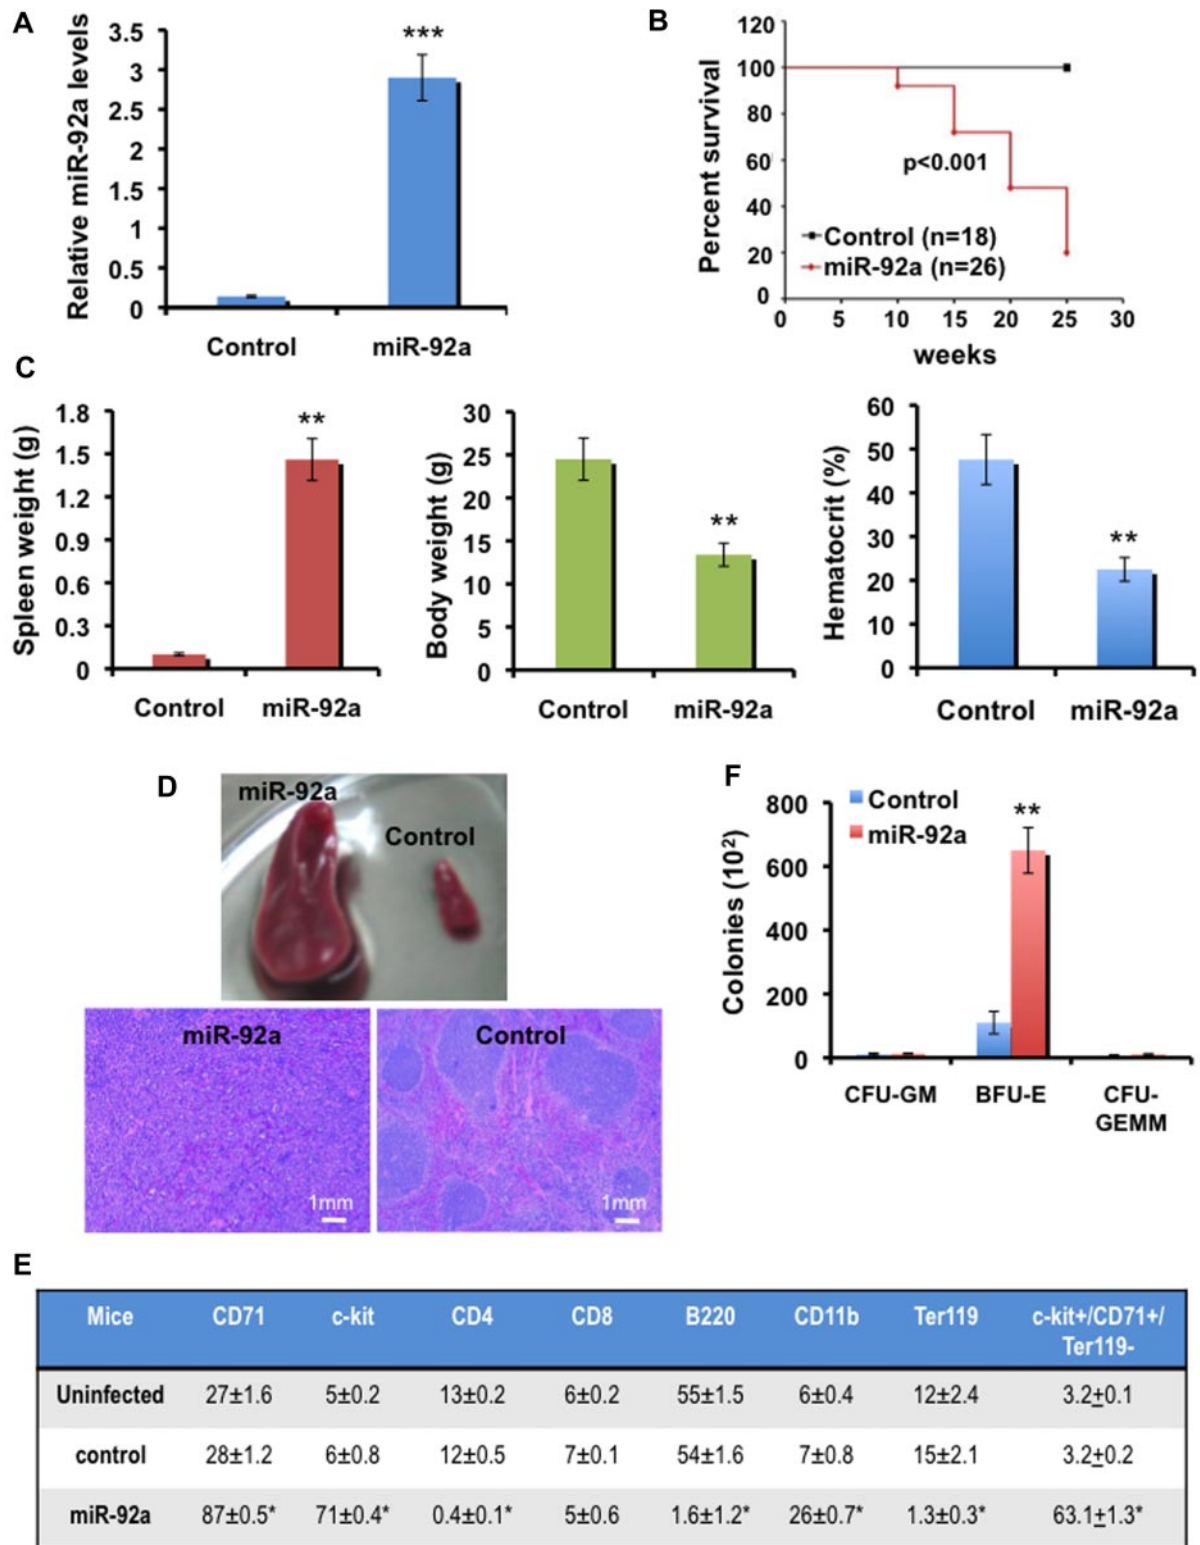 A
Relative miR-92a levels
3.5
3
2.5
2
1.5
1
0.5
0
***
Control
miR-92a
B
Percent survival
120
100
80
60
40
20
0
p<0.001
Control (n=18)
miR-92a (n=26)
0 5 10 15 20 25 30
weeks
C
Spleen weight (g)
1.8
1.5
1.2
0.9
0.6
0.3
0
**
Control miR-92a
Body weight (g)
30
25
20
15
10
5
0
**
Control miR-92a
Hematocrit (%)
60
50
40
30
20
10
0
**
Control miR-92a
D
miR-92a
Control
miR-92a
1mm
Control
1mm
F
Colonies (10²)
800
600
400
200
0
Control
miR-92a
**
CFU-GM BFU-E CFU-
GEMM
E
Mice CD71 c-kit CD4 CD8 B220 CD11b Ter119 c-kit+/CD71+/
Ter119-
Uninfected 27±1.6 5±0.2 13±0.2 6±0.2 55±1.5 6±0.4 12±2.4 3.2±0.1
control 28±1.2 6±0.8 12±0.5 7±0.1 54±1.6 7±0.8 15±2.1 3.2±0.2
miR-92a 87±0.5* 71±0.4* 0.4±0.1* 5±0.6 1.6±1.2* 26±0.7* 1.3±0.3* 63.1±1.3*